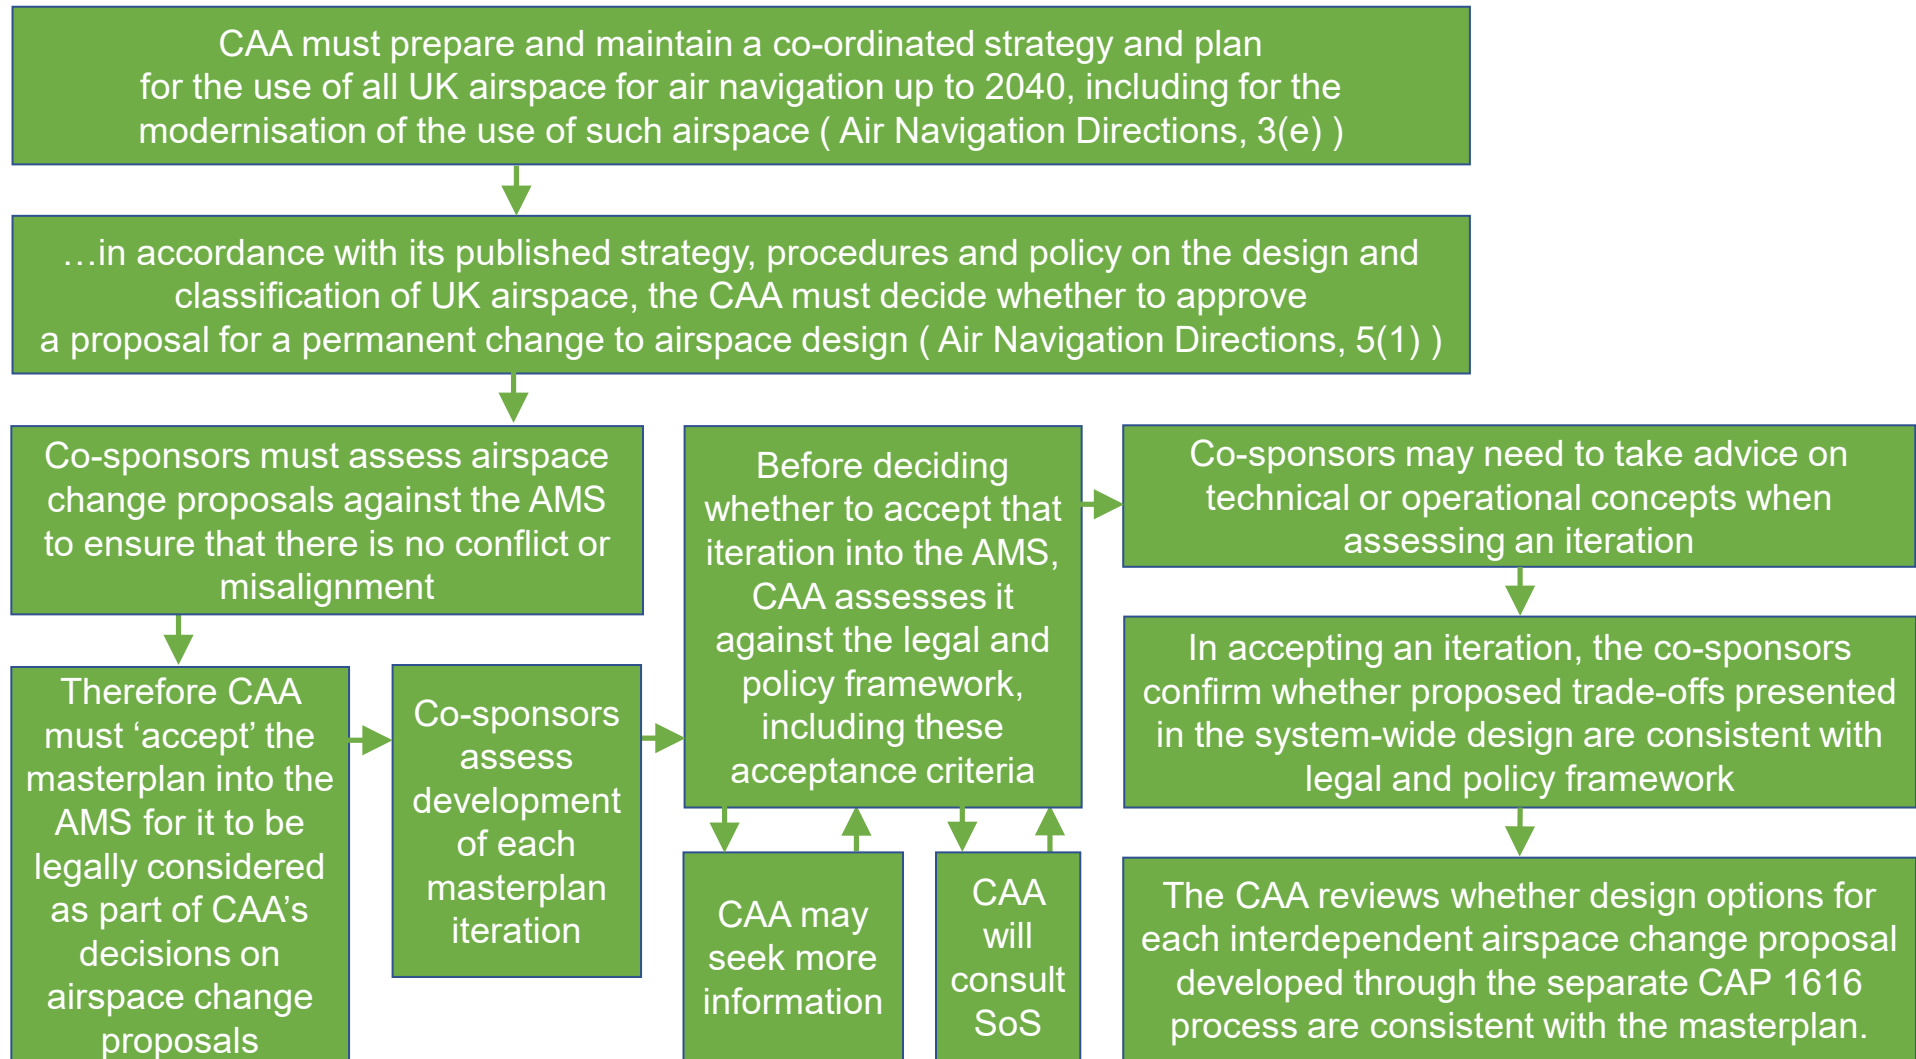 CAA must prepare and maintain a co-ordinated strategy and plan
for the use of all UK airspace for air navigation up to 2040, including for the
modernisation of the use of such airspace ( Air Navigation Directions, 3(e) )
…in accordance with its published strategy, procedures and policy on the design and
classification of UK airspace, the CAA must decide whether to approve
a proposal for a permanent change to airspace design ( Air Navigation Directions, 5(1) )
Co-sponsors must assess airspace
change proposals against the AMS
to ensure that there is no conflict or
misalignment
Therefore CAA
must ‘accept’ the
masterplan into the
AMS for it to be
legally considered
as part of CAA’s
decisions on
airspace change
proposals
Co-sponsors
assess
development
of each
masterplan
iteration
Before deciding
whether to accept that
iteration into the AMS,
CAA assesses it
against the legal and
policy framework,
including these
acceptance criteria
CAA may
seek more
information
CAA
will
consult
SoS
Co-sponsors may need to take advice on
technical or operational concepts when
assessing an iteration
In accepting an iteration, the co-sponsors
confirm whether proposed trade-offs presented
in the system-wide design are consistent with
legal and policy framework
The CAA reviews whether design options for
each interdependent airspace change proposal
developed through the separate CAP 1616
process are consistent with the masterplan.